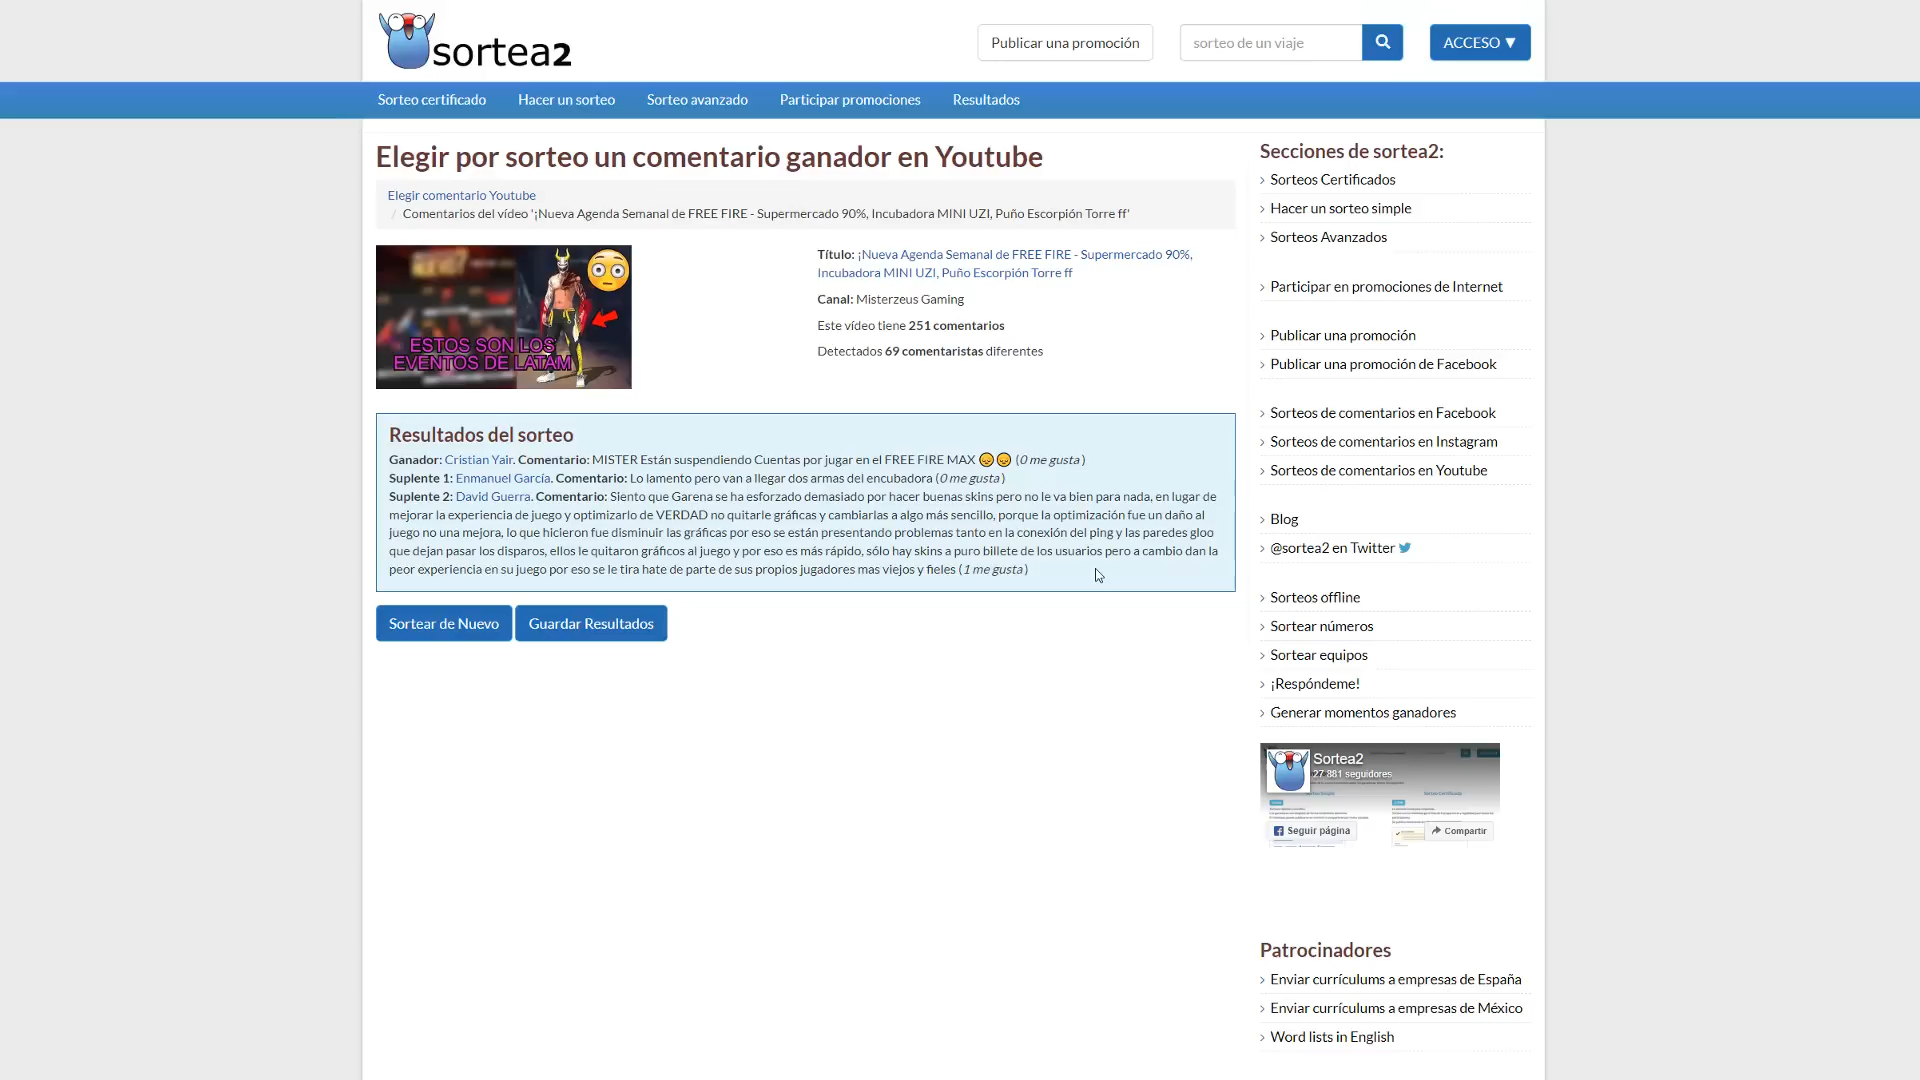 sortea2
Publicar una promoción
sorteo de un viaje
ACCESO ▼
Sorteo certificado
Hacer un sorteo
Sorteo avanzado
Participar promociones
Resultados
Elegir por sorteo un comentario ganador en Youtube
Elegir comentario Youtube
/ Comentarios del vídeo '¡Nueva Agenda Semanal de FREE FIRE - Supermercado 90%, Incubadora MINI UZI, Puño Escorpión Torre ff'
ESTOS SON LOS
EVENTOS DE LATAM
Título: ¡Nueva Agenda Semanal de FREE FIRE - Supermercado 90%,
Incubadora MINI UZI, Puño Escorpión Torre ff
Canal: Misterzeus Gaming
Este vídeo tiene 251 comentarios
Detectados 69 comentaristas diferentes
Resultados del sorteo
Ganador: Cristian Yair. Comentario: MISTER Están suspendiendo Cuentas por jugar en el FREE FIRE MAX 😞😞 (0 me gusta )
Suplente 1: Enmanuel García. Comentario: Lo lamento pero van a llegar dos armas del encubadora (0 me gusta )
Suplente 2: David Guerra. Comentario: Siento que Garena se ha esforzado demasiado por hacer buenas skins pero no le va bien para nada, en lugar de
mejorar la experiencia de juego y optimizarlo de VERDAD no quitarle gráficas y cambiarlas a algo más sencillo, porque la optimización fue un daño al
juego no una mejora, lo que hicieron fue disminuir las gráficas por eso se están presentando problemas tanto en la conexión del ping y las paredes gloo
que dejan pasar los disparos, ellos le quitaron gráficos al juego y por eso es más rápido, sólo hay skins a puro billete de los usuarios pero a cambio dan la
peor experiencia en su juego por eso se le tira hate de parte de sus propios jugadores mas viejos y fieles (1 me gusta )
Sortear de Nuevo
Guardar Resultados
Secciones de sortea2:
Sorteos Certificados
Hacer un sorteo simple
Sorteos Avanzados
Participar en promociones de Internet
Publicar una promoción
Publicar una promoción de Facebook
Sorteos de comentarios en Facebook
Sorteos de comentarios en Instagram
Sorteos de comentarios en Youtube
Blog
@sortea2 en Twitter
Sorteos offline
Sortear números
Sortear equipos
¡Respóndeme!
Generar momentos ganadores
Sortea2
27 881 seguidores
Seguir página
Compartir
Patrocinadores
Enviar currículums a empresas de España
Enviar currículums a empresas de México
Word lists in English